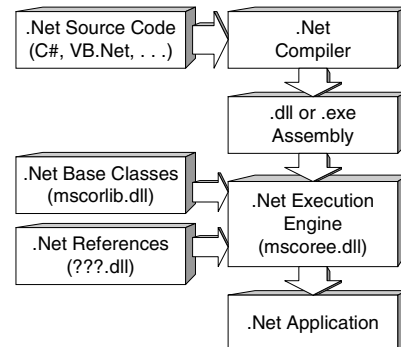 .Net Source Code
(C#, VB.Net, . . .)
.Net
Compiler
.dll or .exe
Assembly
.Net Base Classes
(mscorlib.dll)
.Net Execution
Engine
(mscoree.dll)
.Net References
(???.dll)
.Net Application